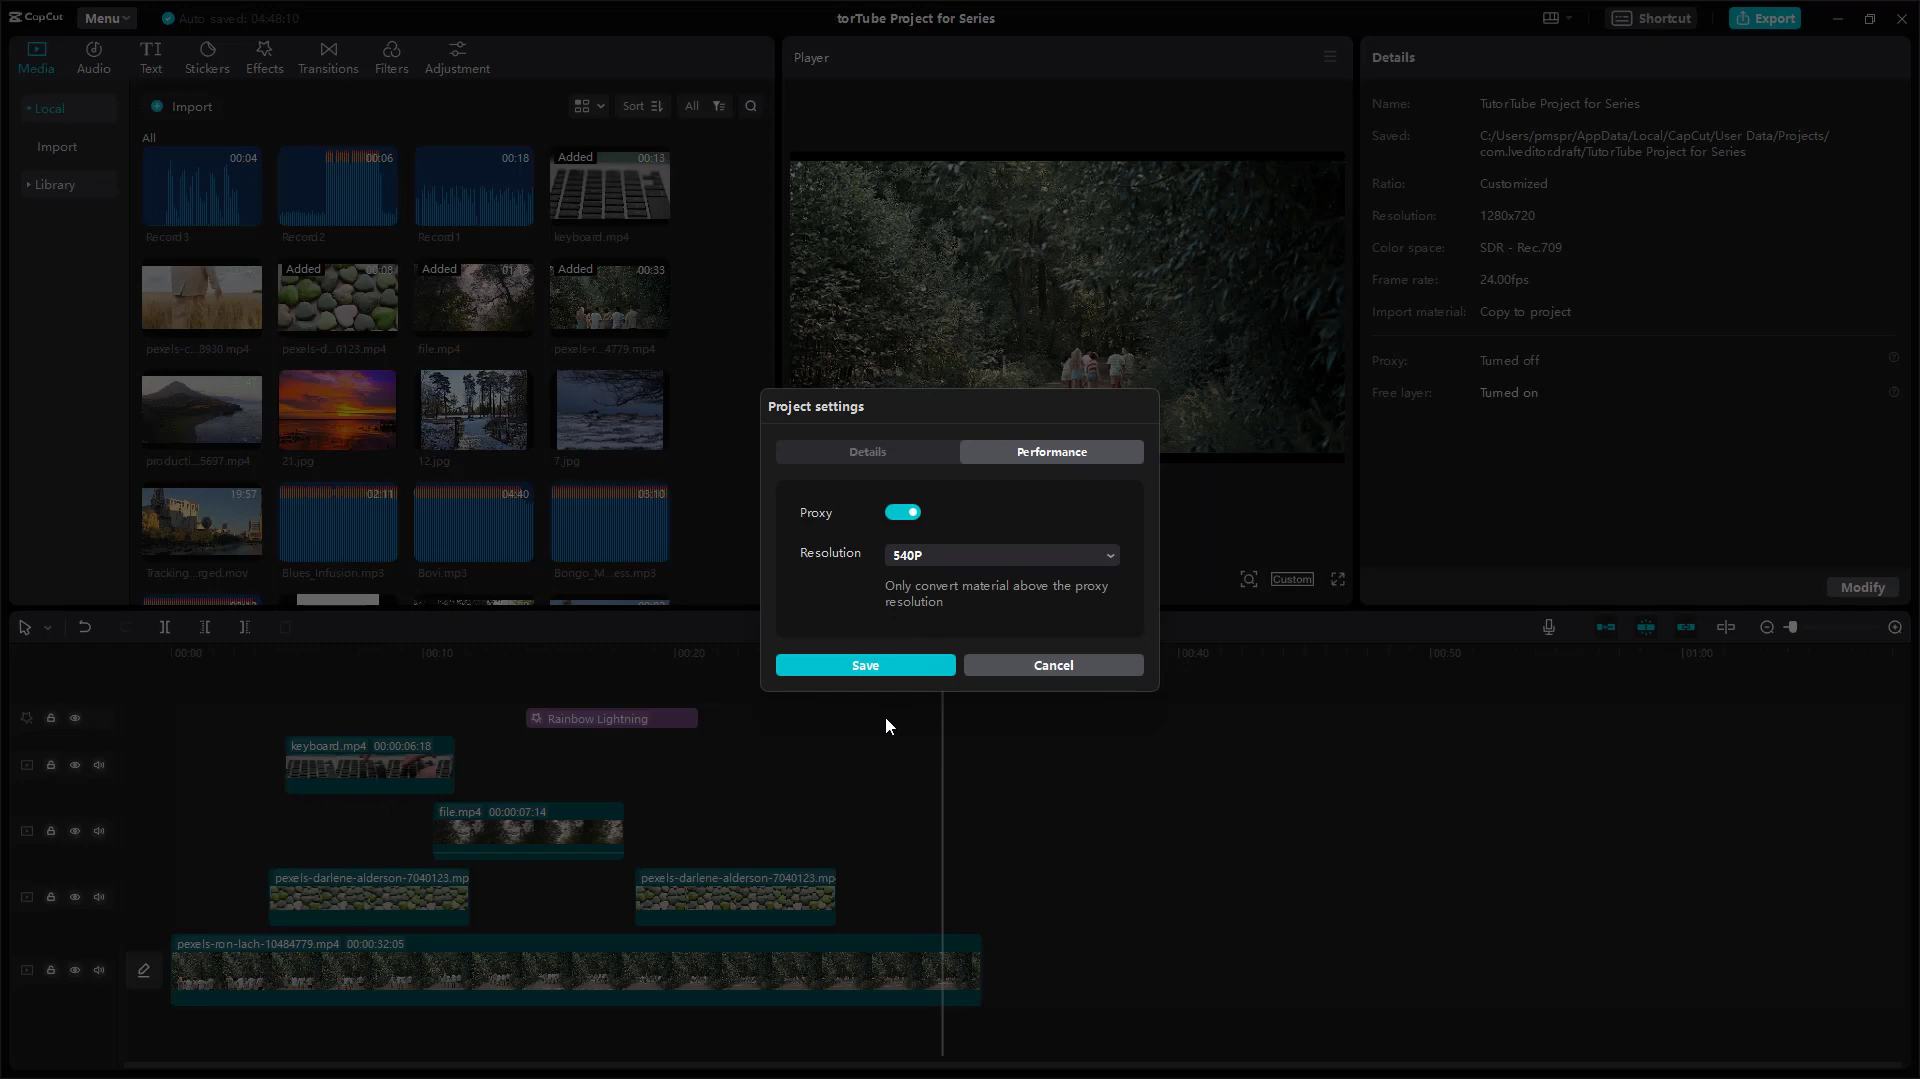 CapCut
Menu
Auto saved: 04:48:10
torTube Project for Series
Shortcut
Export
Media
Audio
TI
Text
Stickers
Effects
Transitions
Filters
Adjustment
Player
Details
Local
Import
Library
Import
Sort
All
All
00:04
Record3
00:06
Record2
00:18
Record1
Added
00:13
keyboard.mp4
pexels-c...8930.mp4
Added
00:08
pexels-d...0123.mp4
Added
01:19
file.mp4
Added
00:33
pexels-r...4779.mp4
producti...5697.mp4
21.jpg
12.jpg
7.jpg
19:57
Tracking...rged.mov
02:11
Blues_Infusion.mp3
04:40
Bovi.mp3
03:10
Bongo_M...ess.mp3
Name:
TutorTube Project for Series
Saved:
C:/Users/pmspr/AppData/Local/CapCut/User Data/Projects/
com.lveditor.draft/TutorTube Project for Series
Ratio:
Customized
Resolution:
1280x720
Color space:
SDR - Rec.709
Frame rate:
24.00fps
Import material:
Copy to project
Proxy:
Turned off
Free layer:
Turned on
Modify
Custom
Project settings
Details
Performance
Proxy
Resolution
540P
Only convert material above the proxy
resolution
Save
Cancel
00:00
00:10
00:20
00:40
00:50
01:00
Rainbow Lightning
keyboard.mp4 00:00:06:18
file.mp4 00:00:07:14
pexels-darlene-alderson-7040123.mp
pexels-darlene-alderson-7040123.mp
pexels-ron-lach-10484779.mp4 00:00:32:05